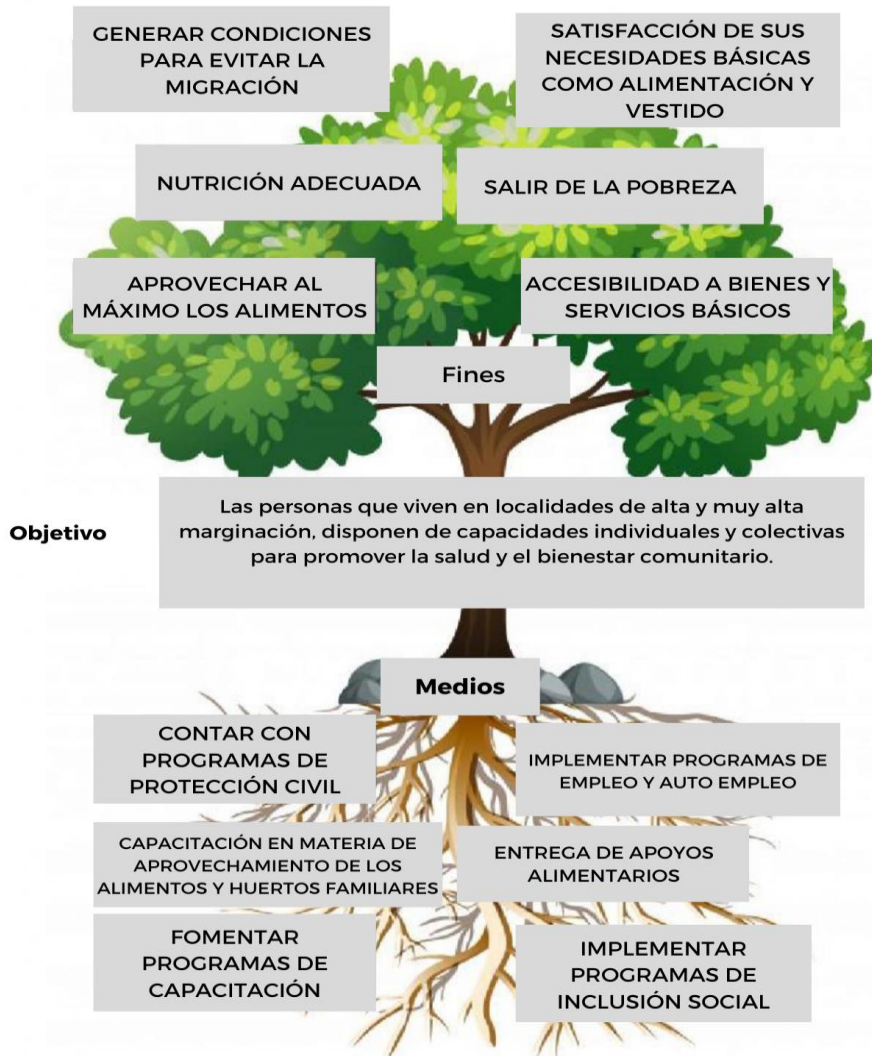 GENERAR CONDICIONES
PARA EVITAR LA
MIGRACIÓN
SATISFACCIÓN DE SUS
NECESIDADES BÁSICAS
COMO ALIMENTACIÓN Y
VESTIDO
NUTRICIÓN ADECUADA
SALIR DE LA POBREZA
APROVECHAR AL
MÁXIMO LOS ALIMENTOS
ACCESIBILIDAD A BIENES Y
SERVICIOS BÁSICOS
Fines
Objetivo
Las personas que viven en localidades de alta y muy alta
marginación, disponen de capacidades individuales y colectivas
para promover la salud y el bienestar comunitario.
Medios
CONTAR CON
PROGRAMAS DE
PROTECCIÓN CIVIL
IMPLEMENTAR PROGRAMAS DE
EMPLEO Y AUTO EMPLEO
CAPACITACIÓN EN MATERIA DE
APROVECHAMIENTO DE LOS
ALIMENTOS Y HUERTOS FAMILIARES
ENTREGA DE APOYOS
ALIMENTARIOS
FOMENTAR
PROGRAMAS DE
CAPACITACIÓN
IMPLEMENTAR
PROGRAMAS DE
INCLUSIÓN SOCIAL